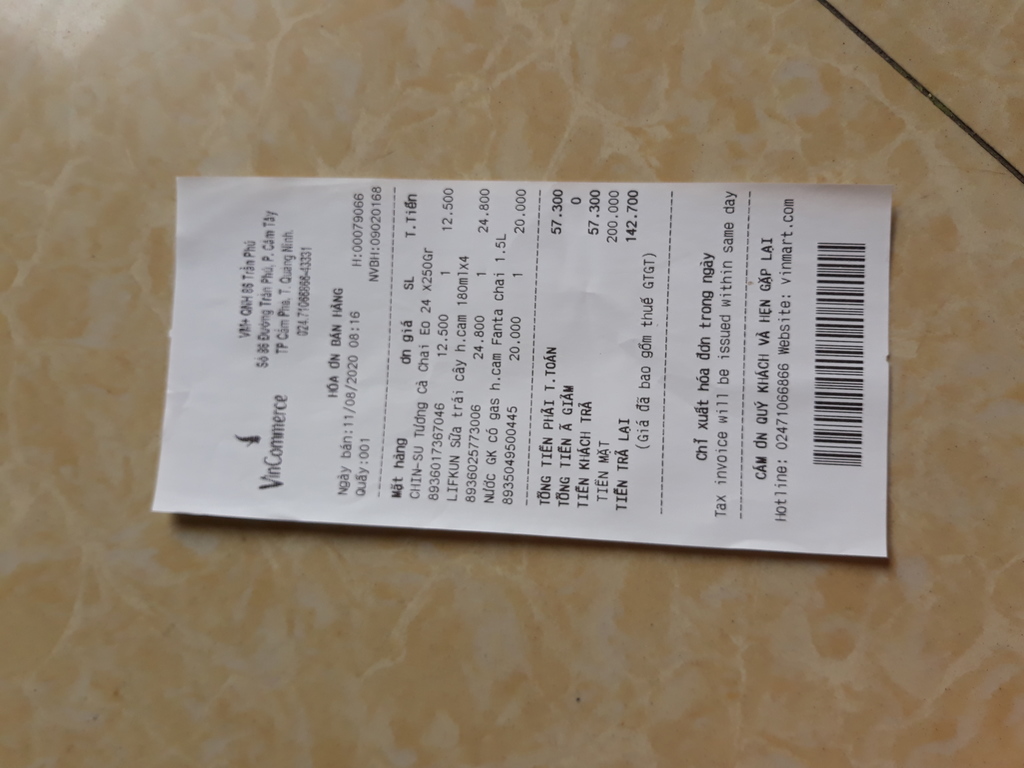 VinCommerce
VM+ QNH 86 Trần Phú
Số 86 Đường Trần Phú, P. Cẩm Tây
TP Cẩm Phả, T. Quảng Ninh.
024.71066866-43331
HÓA ĐƠN BÁN HÀNG
Ngày bán:11/08/2020 08:16 H:00079066
Quầy:001 NVBH:09020168
Mặt hàng ơn giá SL T.Tiền
CHIN-SU Tương cà Chai Eo 24 x250Gr
8936017367046 12.500 1 12.500
LIFKUN Sữa trái cây h.cam 180mlx4
8936025773006 24.800 1 24.800
Nước GK có gas h.cam Fanta chai 1.5L
8935049500445 20.000 1 20.000
TỔNG TIỀN PHẢI T.TOÁN 57.300
TỔNG TIỀN Ã GIẢM 0
TIỀN KHÁCH TRẢ 57.300
TIỀN MẶT 200.000
TIỀN TRẢ LẠI 142.700
(Giá đã bao gồm thuế GTGT)
Chỉ xuất hóa đơn trong ngày
Tax invoice will be issued within same day
CẢM ƠN QUÝ KHÁCH VÀ HẸN GẶP LẠI
Hotline: 02471066866 Website: vinmart.com